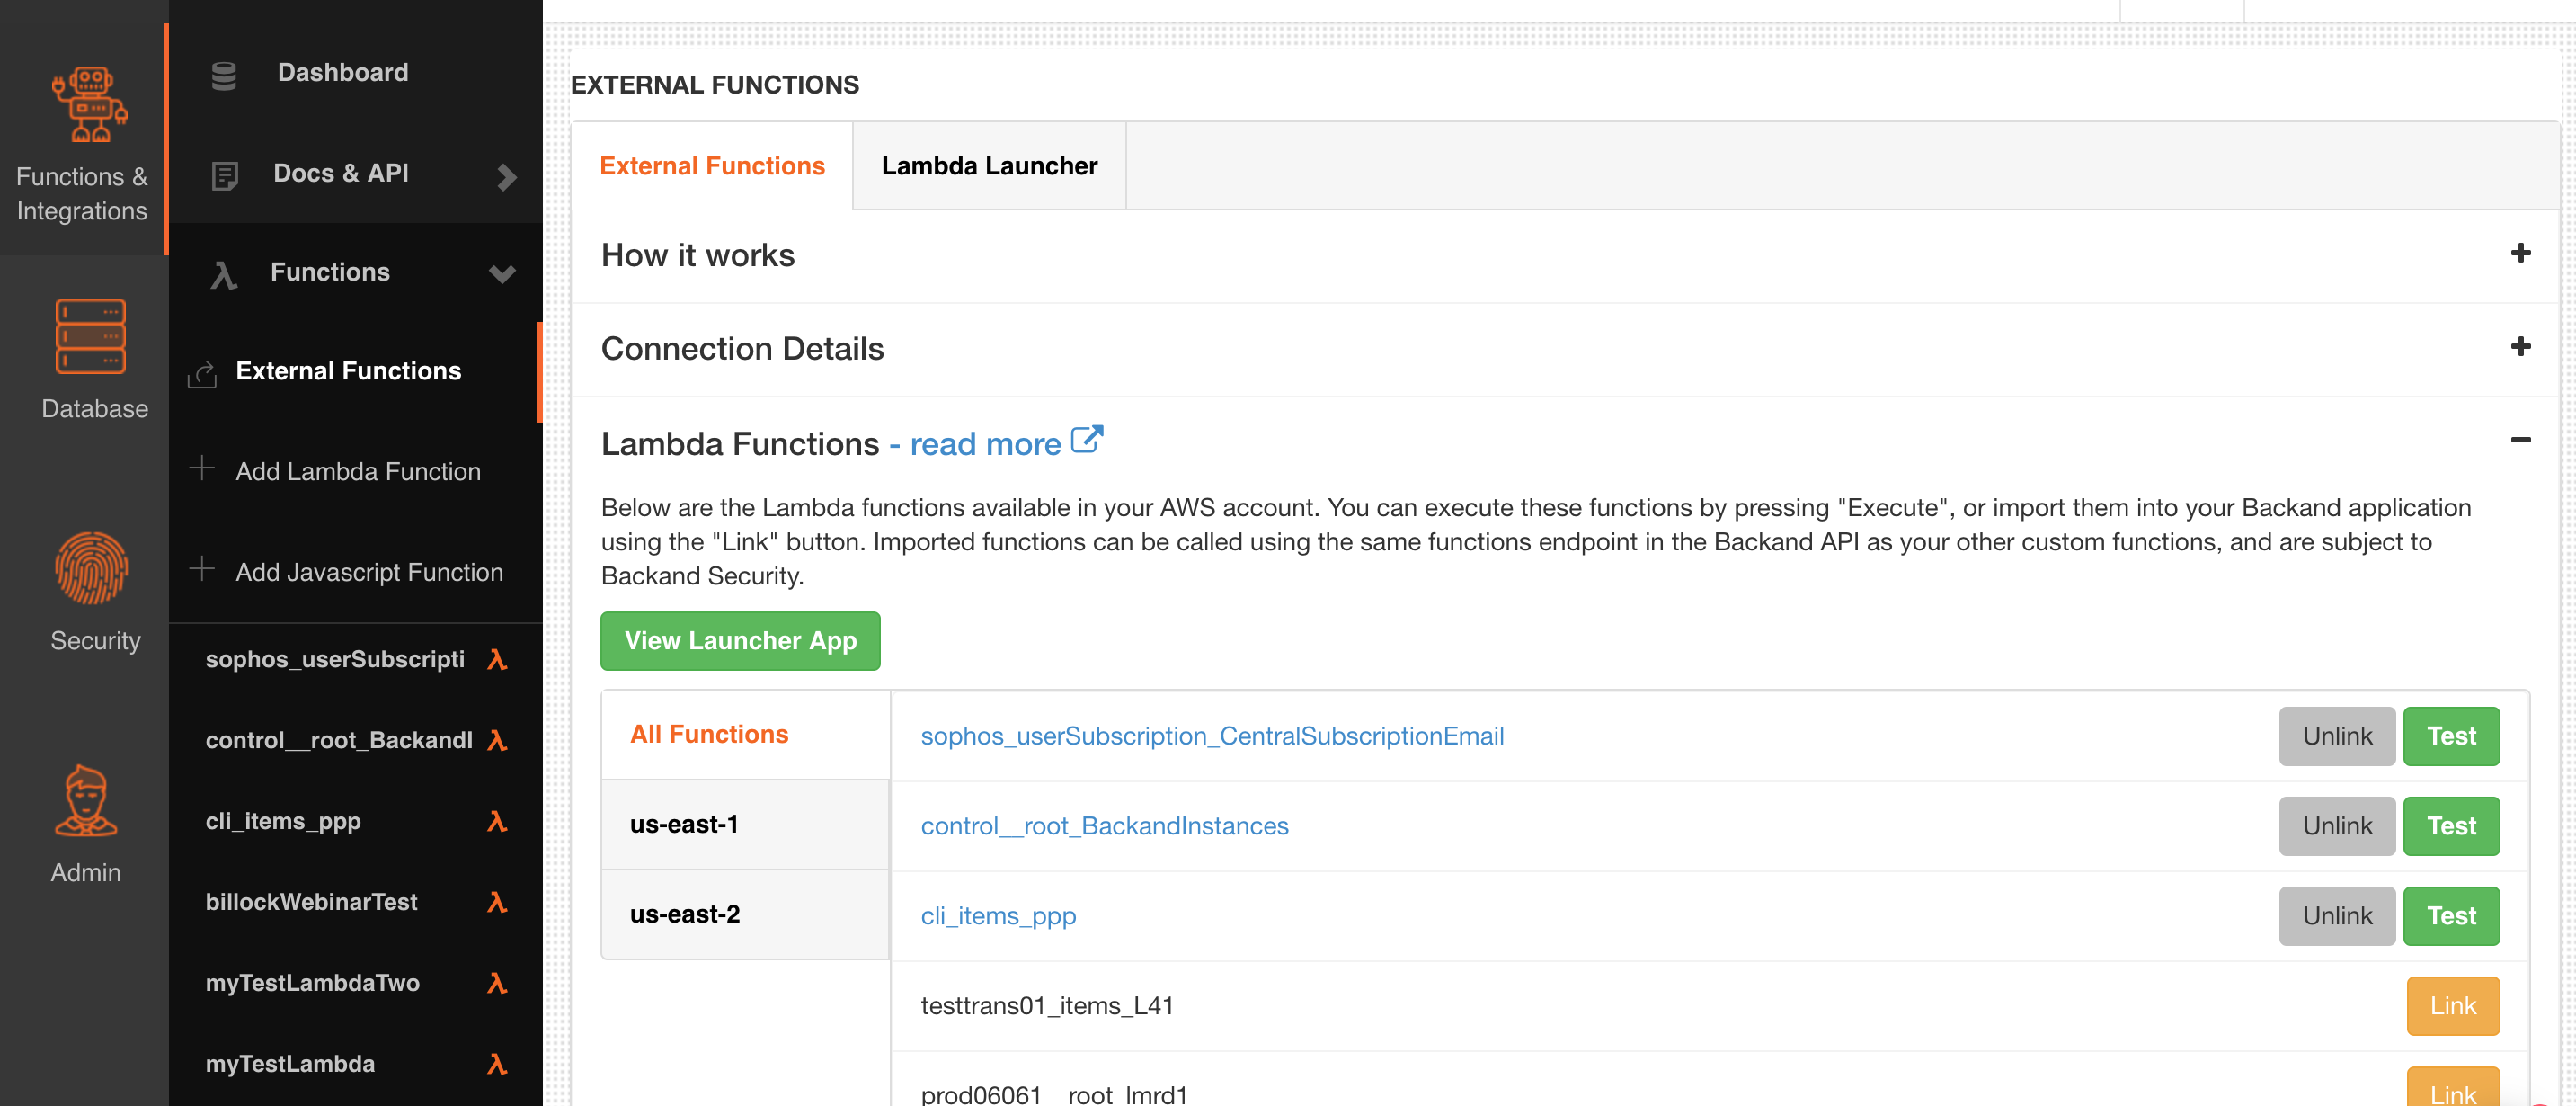 Functions &
Integrations
Database
Security
Admin
Dashboard
Docs & API
Functions
External Functions
Add Lambda Function
Add Javascript Function
sophos_userSubscripti
control__root_BackandI
cli_items_ppp
billockWebinarTest
myTestLambdaTwo
myTestLambda
EXTERNAL FUNCTIONS
External Functions
Lambda Launcher
How it works
Connection Details
Lambda Functions - read more
Below are the Lambda functions available in your AWS account. You can execute these functions by pressing "Execute", or import them into your Backand application
using the "Link" button. Imported functions can be called using the same functions endpoint in the Backand API as your other custom functions, and are subject to
Backand Security.
View Launcher App
All Functions
us-east-1
us-east-2
sophos_userSubscription_CentralSubscriptionEmail Unlink Test
control__root_BackandInstances Unlink Test
cli_items_ppp Unlink Test
testtrans01_items_L41 Link
prod06061__root_lmrd1 Link